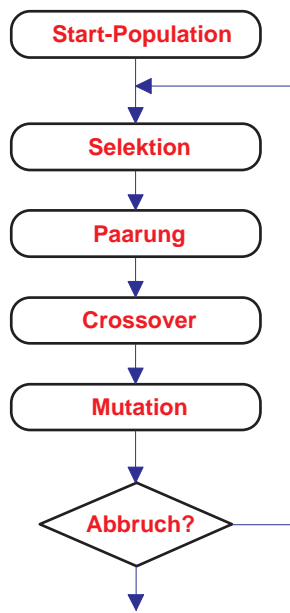 Start-Population
Selektion
Paarung
Crossover
Mutation
Abbruch?